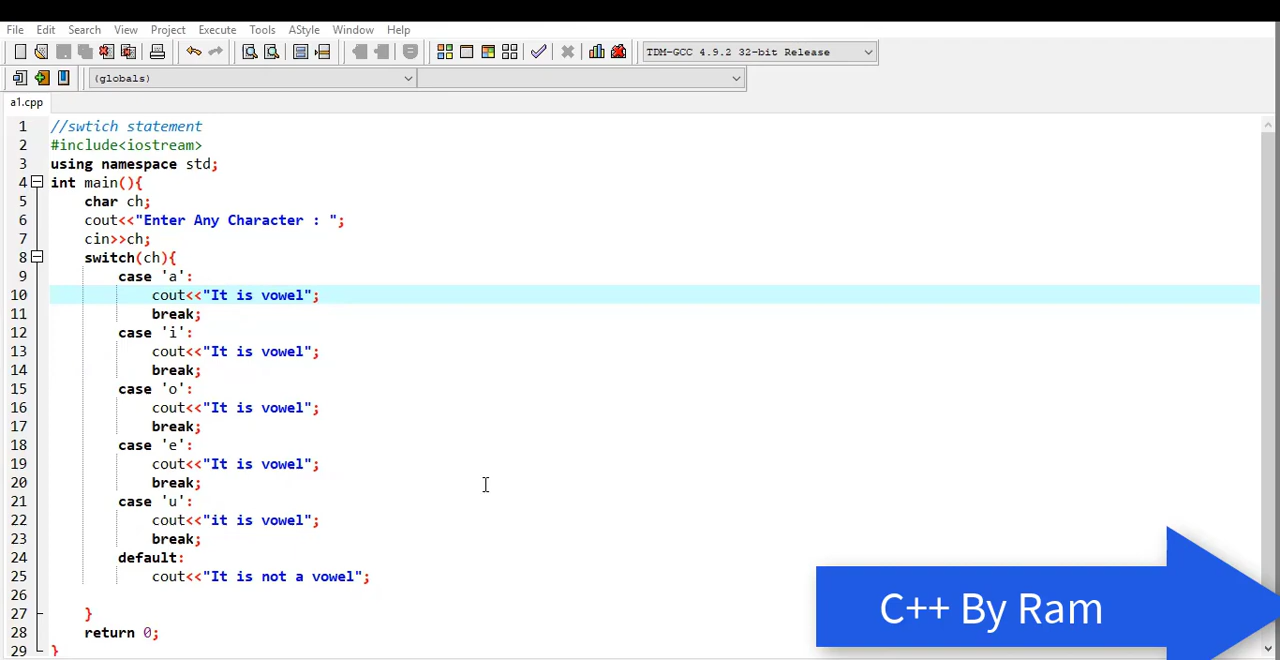 File Edit Search View Project Execute Tools AStyle Window Help
TDM-GCC 4.9.2 32-bit Release
(globals)
a1.cpp
1 //swtich statement
2 #include<iostream>
3 using namespace std;
4 int main(){
5 char ch;
6 cout<<"Enter Any Character : ";
7 cin>>ch;
8 switch(ch){
9 case 'a':
10 cout<<"It is vowel";
11 break;
12 case 'i':
13 cout<<"It is vowel";
14 break;
15 case 'o':
16 cout<<"It is vowel";
17 break;
18 case 'e':
19 cout<<"It is vowel";
20 break;
21 case 'u':
22 cout<<"it is vowel";
23 break;
24 default:
25 cout<<"It is not a vowel";
26
27 }
28 return 0;
29 }
C++ By Ram